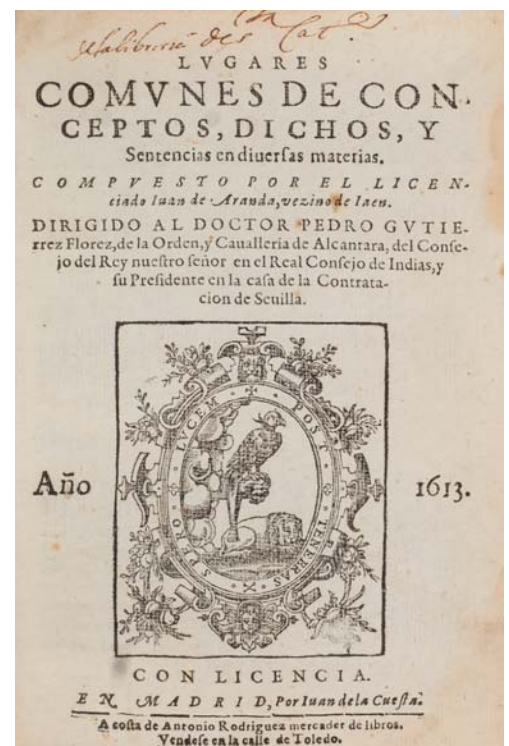 LVGARES
COMVNES DE CON-
CEPTOS, DICHOS, Y
Sentencias en diuerſas materias.
COMPVESTO POR EL LICEN-
ciado Iuan de Aranda, vezino de Iaen.
DIRIGIDO AL DOCTOR PEDRO GVTIE-
rrez Florez, de la Orden, y Caualleria de Alcantara, del Conſe-
jo del Rey nueſtro ſeñor en el Real Conſejo de Indias, y
ſu Preſidente en la caſa de la Contrata-
cion de Seuilla.
SPERO LVCEM POST TENEBRAS
Año 1613.
CON LICENCIA.
EN MADRID, Por Iuan de la Cueſta.
A coſta de Antonio Rodriguez mercader de libros.
Vendeſe en la calle de Toledo.